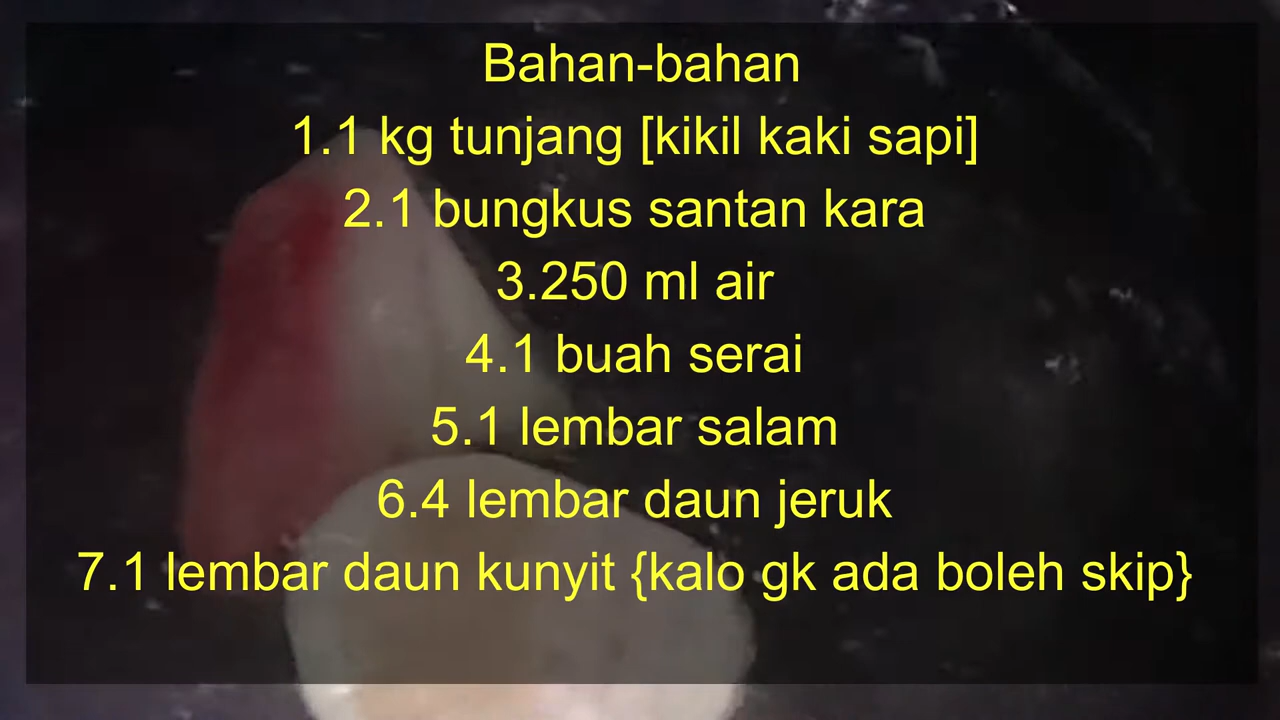 Bahan-bahan
1.1 kg tunjang [kikil kaki sapi]
2.1 bungkus santan kara
3.250 ml air
4.1 buah serai
5.1 lembar salam
6.4 lembar daun jeruk
7.1 lembar daun kunyit {kalo gk ada boleh skip}